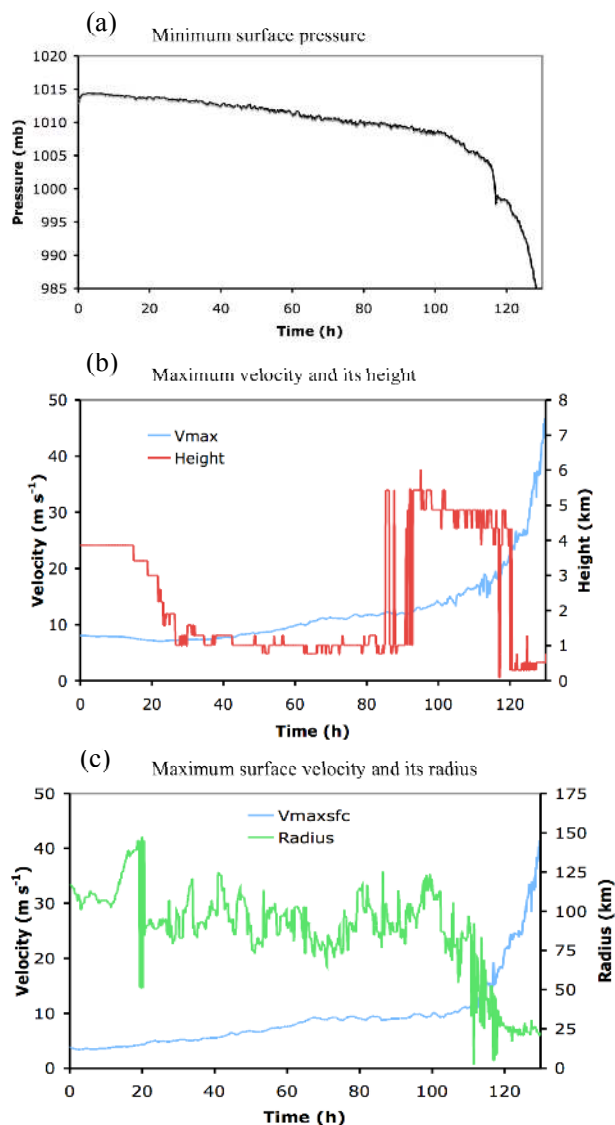 (a)
Minimum surface pressure
1020
1015
1010
1005
1000
995
990
985
Pressure (mb)
0 20 40 60 80 100 120
Time (h)
(b)
Maximum velocity and its height
50
40
30
20
10
0
Velocity (m s⁻¹)
Vmax
Height
8
7
6
5
4
3
2
1
0
Height (km)
0 20 40 60 80 100 120
Time (h)
(c)
Maximum surface velocity and its radius
50
40
30
20
10
0
Velocity (m s⁻¹)
Vmaxsfc
Radius
175
150
125
100
75
50
25
0
Radius (km)
0 20 40 60 80 100 120
Time (h)